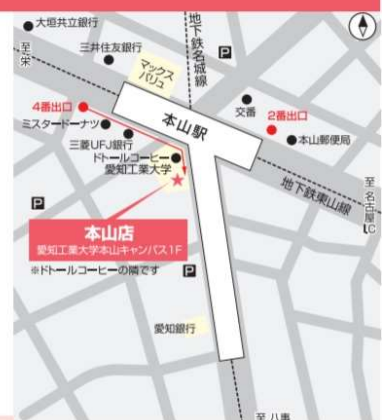 大垣共立銀行
至栄
三井住友銀行
地下鉄名城線
P
マックス
バリュ
4番出口
ミスタードーナツ
三菱UFJ銀行
ドトールコーヒー
愛知工業大学
本山駅
交番
2番出口
本山郵便局
地下鉄東山線
至 名古屋IC
P
本山店
愛知工業大学本山キャンパス1F
※ドトールコーヒーの隣です
P
愛知銀行
至 八事